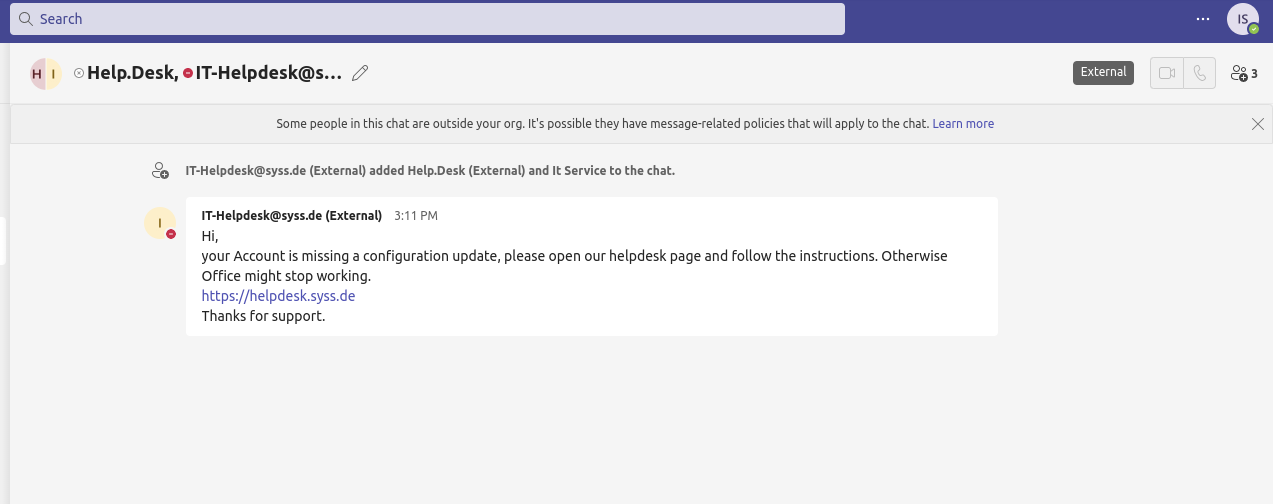 Search
IS
H I
Help.Desk, IT-Helpdesk@s...
External
3
Some people in this chat are outside your org. It's possible they have message-related policies that will apply to the chat. Learn more
IT-Helpdesk@syss.de (External) added Help.Desk (External) and It Service to the chat.
I
IT-Helpdesk@syss.de (External) 3:11 PM
Hi,
your Account is missing a configuration update, please open our helpdesk page and follow the instructions. Otherwise
Office might stop working.
https://helpdesk.syss.de
Thanks for support.